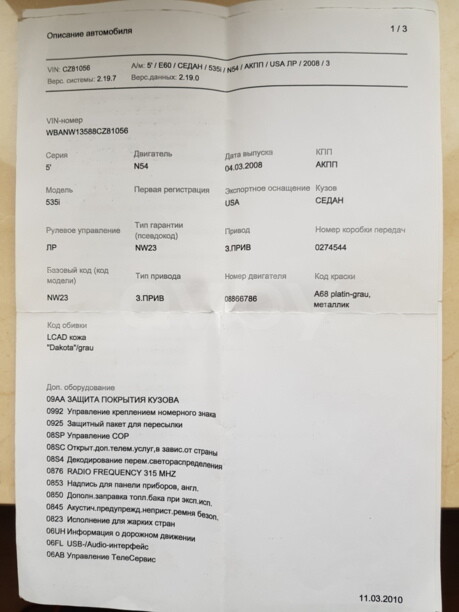 Описание автомобиля
1 / 3
VIN: CZ81056
А/м: 5' / E60 / СЕДАН / 535i / N54 / АКПП / USA ЛР / 2008 / 3
Верс. системы: 2.19.7
Верс.данных: 2.19.0
VIN-номер
WBANW13588CZ81056
Серия Двигатель Дата выпуска КПП
5' N54 04.03.2008 АКПП
Модель Первая регистрация Экспортное оснащение Кузов
535i USA СЕДАН
Рулевое управление Тип гарантии (псевдокод) Привод Номер коробки передач
ЛР NW23 З.ПРИВ 0274544
Базовый код (код модели) Тип привода Номер двигателя Код краски
NW23 З.ПРИВ 08866786 A68 platin-grau, металлик
Код обивки
LCAD кожа
"Dakota"/grau
Доп. оборудование
09AA ЗАЩИТА ПОКРЫТИЯ КУЗОВА
0992 Управление креплением номерного знака
0925 Защитный пакет для пересылки
08SP Управление COP
08SC Открыт.доп.телем.услуг,в завис.от страны
08S4 Декодирование перем.светораспределения
0876 RADIO FREQUENCY 315 MHZ
0853 Надпись для панели приборов, англ.
0850 Дополн.заправка топл.бака при эксп.исп.
0845 Акустич.предупрежд.неприст.ремня безоп.
0823 Исполнение для жарких стран
06UH Информация о дорожном движении
06FL USB-/Audio-интерфейс
06AB Управление ТелеСервис
11.03.2010